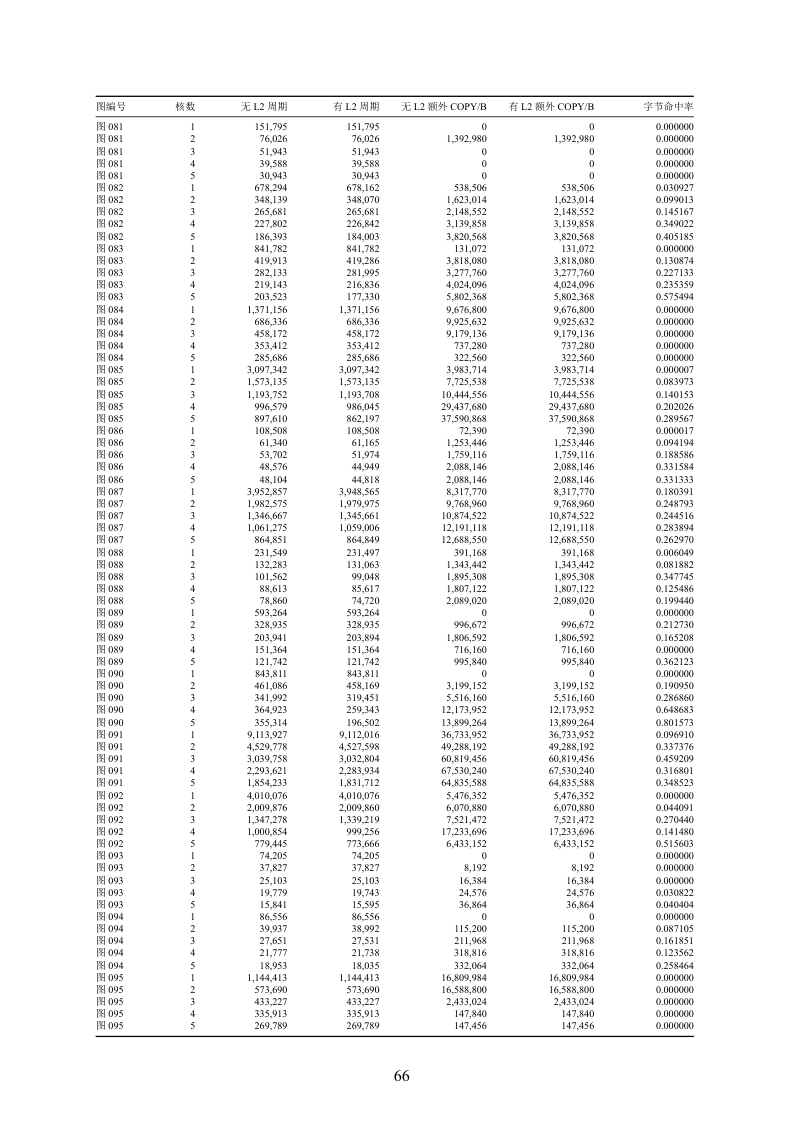 图编号 核数 无 L2 周期 有 L2 周期 无 L2 额外 COPY/B 有 L2 额外 COPY/B 字节命中率
图 081 1 151,795 151,795 0 0 0.000000
图 081 2 76,026 76,026 1,392,980 1,392,980 0.000000
图 081 3 51,943 51,943 0 0 0.000000
图 081 4 39,588 39,588 0 0 0.000000
图 081 5 30,943 30,943 0 0 0.000000
图 082 1 678,294 678,162 538,506 538,506 0.030927
图 082 2 348,139 348,070 1,623,014 1,623,014 0.099013
图 082 3 265,681 265,681 2,148,552 2,148,552 0.145167
图 082 4 227,802 226,842 3,139,858 3,139,858 0.349022
图 082 5 186,393 184,003 3,820,568 3,820,568 0.405185
图 083 1 841,782 841,782 131,072 131,072 0.000000
图 083 2 419,913 419,286 3,818,080 3,818,080 0.130874
图 083 3 282,133 281,995 3,277,760 3,277,760 0.227133
图 083 4 219,143 216,836 4,024,096 4,024,096 0.235359
图 083 5 203,523 177,330 5,802,368 5,802,368 0.575494
图 084 1 1,371,156 1,371,156 9,676,800 9,676,800 0.000000
图 084 2 686,336 686,336 9,925,632 9,925,632 0.000000
图 084 3 458,172 458,172 9,179,136 9,179,136 0.000000
图 084 4 353,412 353,412 737,280 737,280 0.000000
图 084 5 285,686 285,686 322,560 322,560 0.000000
图 085 1 3,097,342 3,097,342 3,983,714 3,983,714 0.000007
图 085 2 1,573,135 1,573,135 7,725,538 7,725,538 0.083973
图 085 3 1,193,752 1,193,708 10,444,556 10,444,556 0.140153
图 085 4 996,579 986,045 29,437,680 29,437,680 0.202026
图 085 5 897,610 862,197 37,590,868 37,590,868 0.289567
图 086 1 108,508 108,508 72,390 72,390 0.000017
图 086 2 61,340 61,165 1,253,446 1,253,446 0.094194
图 086 3 53,702 51,974 1,759,116 1,759,116 0.188586
图 086 4 48,576 44,949 2,088,146 2,088,146 0.331584
图 086 5 48,104 44,818 2,088,146 2,088,146 0.331333
图 087 1 3,952,857 3,948,565 8,317,770 8,317,770 0.180391
图 087 2 1,982,575 1,979,975 9,768,960 9,768,960 0.248793
图 087 3 1,346,667 1,345,661 10,874,522 10,874,522 0.244516
图 087 4 1,061,275 1,059,006 12,191,118 12,191,118 0.283894
图 087 5 864,851 864,849 12,688,550 12,688,550 0.262970
图 088 1 231,549 231,497 391,168 391,168 0.006049
图 088 2 132,283 131,063 1,343,442 1,343,442 0.081882
图 088 3 101,562 99,048 1,895,308 1,895,308 0.347745
图 088 4 88,613 85,617 1,807,122 1,807,122 0.125486
图 088 5 78,860 74,720 2,089,020 2,089,020 0.199440
图 089 1 593,264 593,264 0 0 0.000000
图 089 2 328,935 328,935 996,672 996,672 0.212730
图 089 3 203,941 203,894 1,806,592 1,806,592 0.165208
图 089 4 151,364 151,364 716,160 716,160 0.000000
图 089 5 121,742 121,742 995,840 995,840 0.362123
图 090 1 843,811 843,811 0 0 0.000000
图 090 2 461,086 458,169 3,199,152 3,199,152 0.190950
图 090 3 341,992 319,451 5,516,160 5,516,160 0.286860
图 090 4 364,923 259,343 12,173,952 12,173,952 0.648683
图 090 5 355,314 196,502 13,899,264 13,899,264 0.801573
图 091 1 9,113,927 9,112,016 36,733,952 36,733,952 0.096910
图 091 2 4,529,778 4,527,598 49,288,192 49,288,192 0.337376
图 091 3 3,039,758 3,032,804 60,819,456 60,819,456 0.459209
图 091 4 2,293,621 2,283,934 67,530,240 67,530,240 0.316801
图 091 5 1,854,233 1,831,712 64,835,588 64,835,588 0.348523
图 092 1 4,010,076 4,010,076 5,476,352 5,476,352 0.000000
图 092 2 2,009,876 2,009,860 6,070,880 6,070,880 0.044091
图 092 3 1,347,278 1,339,219 7,521,472 7,521,472 0.270440
图 092 4 1,000,854 999,256 17,233,696 17,233,696 0.141480
图 092 5 779,445 773,666 6,433,152 6,433,152 0.515603
图 093 1 74,205 74,205 0 0 0.000000
图 093 2 37,827 37,827 8,192 8,192 0.000000
图 093 3 25,103 25,103 16,384 16,384 0.000000
图 093 4 19,779 19,743 24,576 24,576 0.030822
图 093 5 15,841 15,595 36,864 36,864 0.040404
图 094 1 86,556 86,556 0 0 0.000000
图 094 2 39,937 38,992 115,200 115,200 0.087105
图 094 3 27,651 27,531 211,968 211,968 0.161851
图 094 4 21,777 21,738 318,816 318,816 0.123562
图 094 5 18,953 18,035 332,064 332,064 0.258464
图 095 1 1,144,413 1,144,413 16,809,984 16,809,984 0.000000
图 095 2 573,690 573,690 16,588,800 16,588,800 0.000000
图 095 3 433,227 433,227 2,433,024 2,433,024 0.000000
图 095 4 335,913 335,913 147,840 147,840 0.000000
图 095 5 269,789 269,789 147,456 147,456 0.000000
66